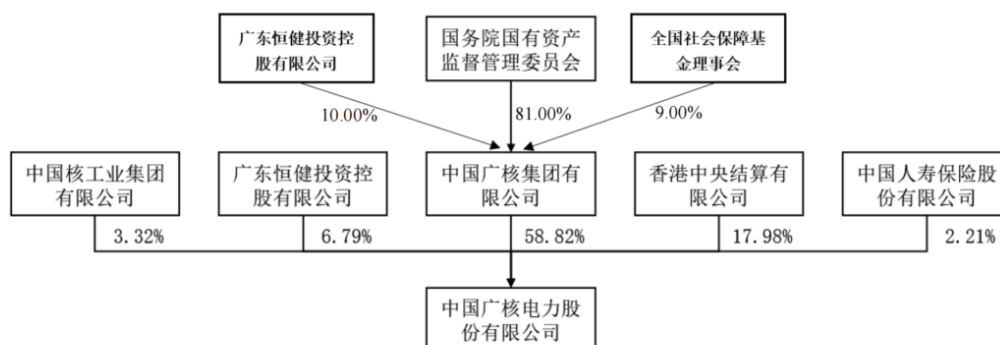 广东恒健投资控
股有限公司
国务院国有资产
监督管理委员会
全国社会保障基
金理事会
10.00%
81.00%
9.00%
中国核工业集团
有限公司
广东恒健投资控
股有限公司
中国广核集团有
限公司
香港中央结算有
限公司
中国人寿保险股
份有限公司
3.32%
6.79%
58.82%
17.98%
2.21%
中国广核电力股
份有限公司